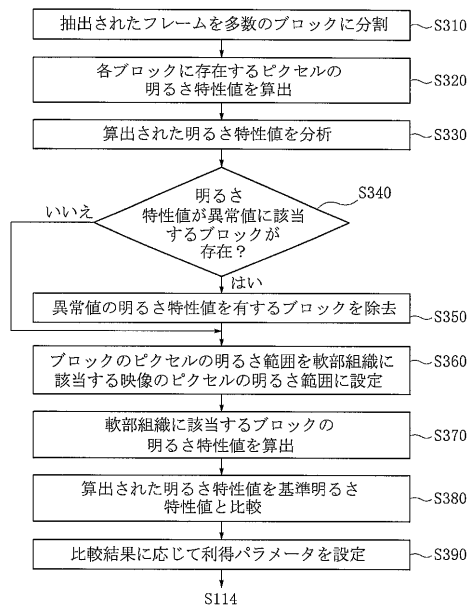 抽出されたフレームを多数のブロックに分割
S310
各ブロックに存在するピクセルの
明るさ特性値を算出
S320
算出された明るさ特性値を分析
S330
明るさ
特性値が異常値に該当
するブロックが
存在?
S340
いいえ
はい
異常値の明るさ特性値を有するブロックを除去
S350
ブロックのピクセルの明るさ範囲を軟部組織に
該当する映像のピクセルの明るさ範囲に設定
S360
軟部組織に該当するブロックの
明るさ特性値を算出
S370
算出された明るさ特性値を基準明るさ
特性値と比較
S380
比較結果に応じて利得パラメータを設定
S390
S114